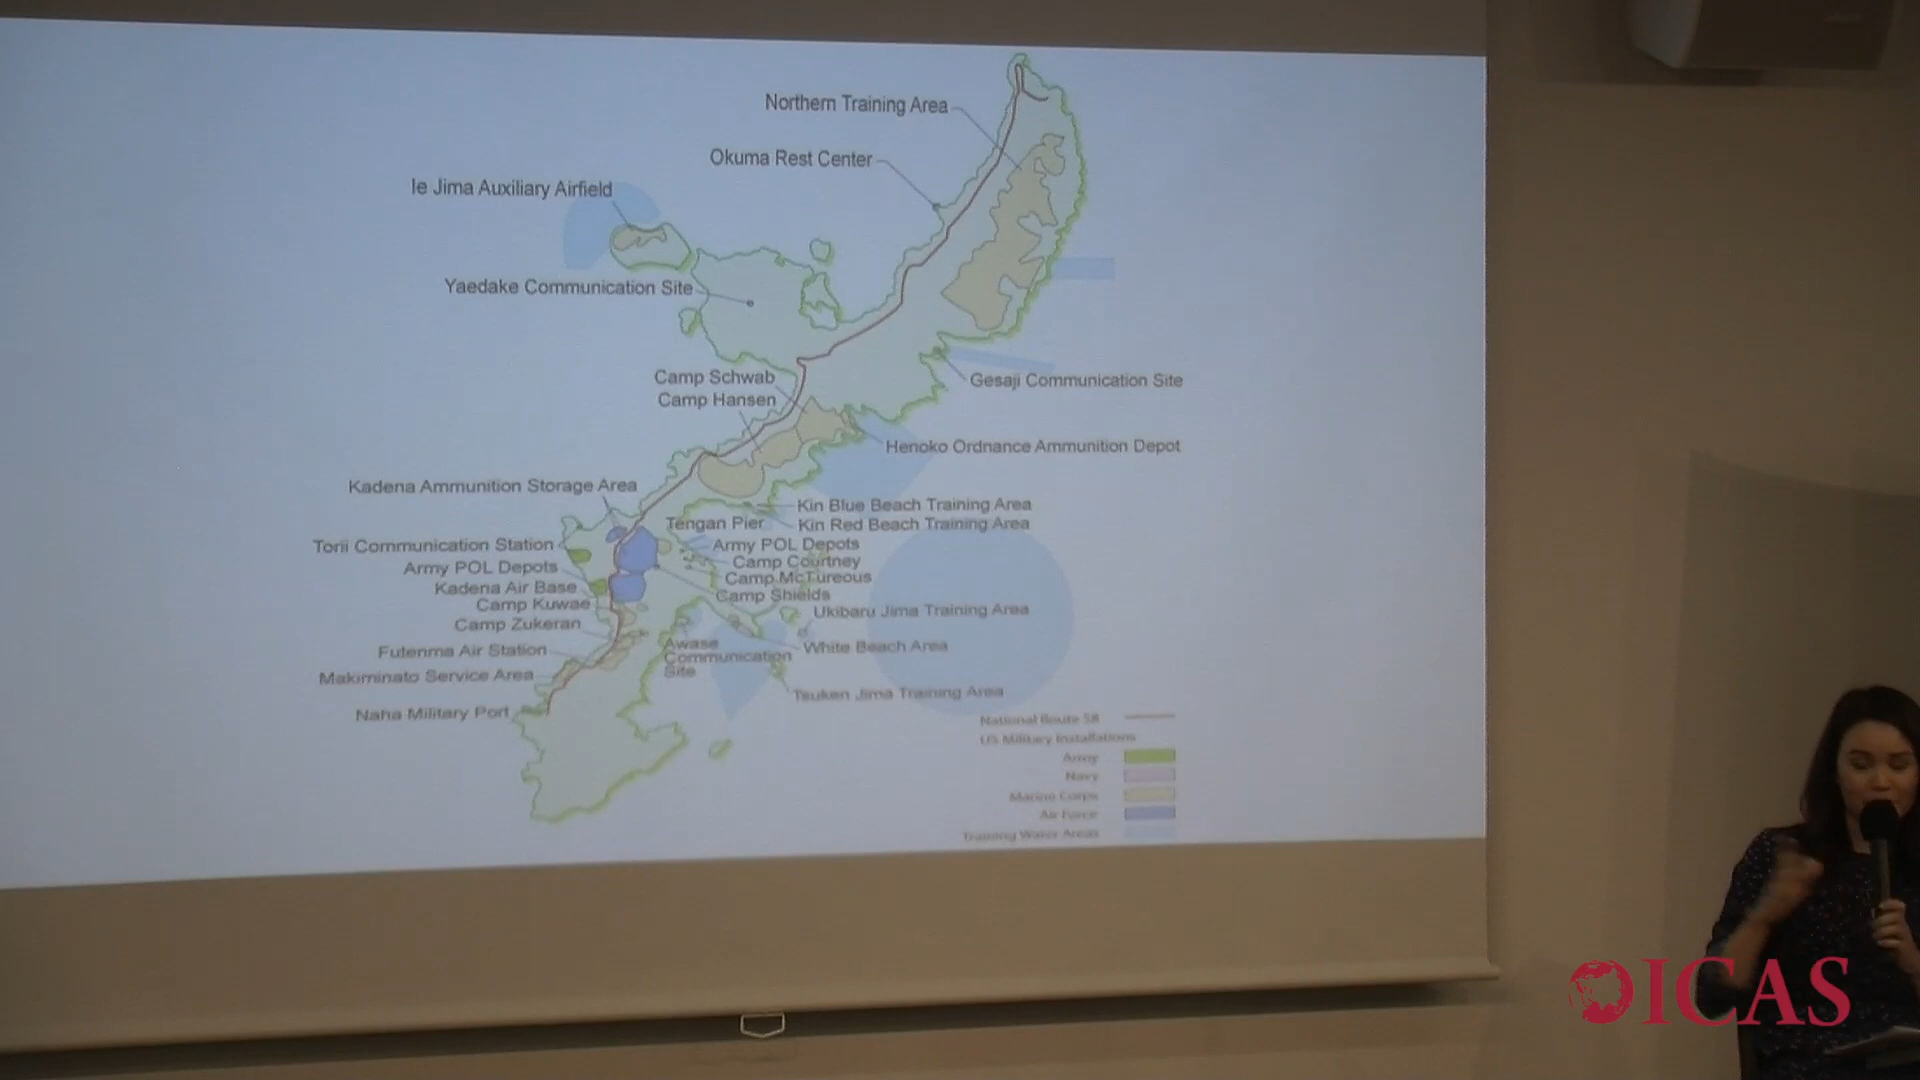 Northern Training Area
Okuma Rest Center
Ie Jima Auxiliary Airfield
Yaedake Communication Site
Camp Schwab
Gesaji Communication Site
Camp Hansen
Henoko Ordnance Ammunition Depot
Kadena Ammunition Storage Area
Kin Blue Beach Training Area
Tengan Pier
Kin Red Beach Training Area
Torii Communication Station
Army POL Depots
Army POL Depots
Camp Courtney
Kadena Air Base
Camp McTureous
Camp Kuwae
Camp Shields
Ukibaru Jima Training Area
Camp Zukeran
Awase
Communication
Site
White Beach Area
Futenma Air Station
Makiminato Service Area
Tsuken Jima Training Area
Naha Military Port
National Route 58
US Military Installations
Army
Navy
Marine Corps
Air Force
Training Water Areas
ICAS